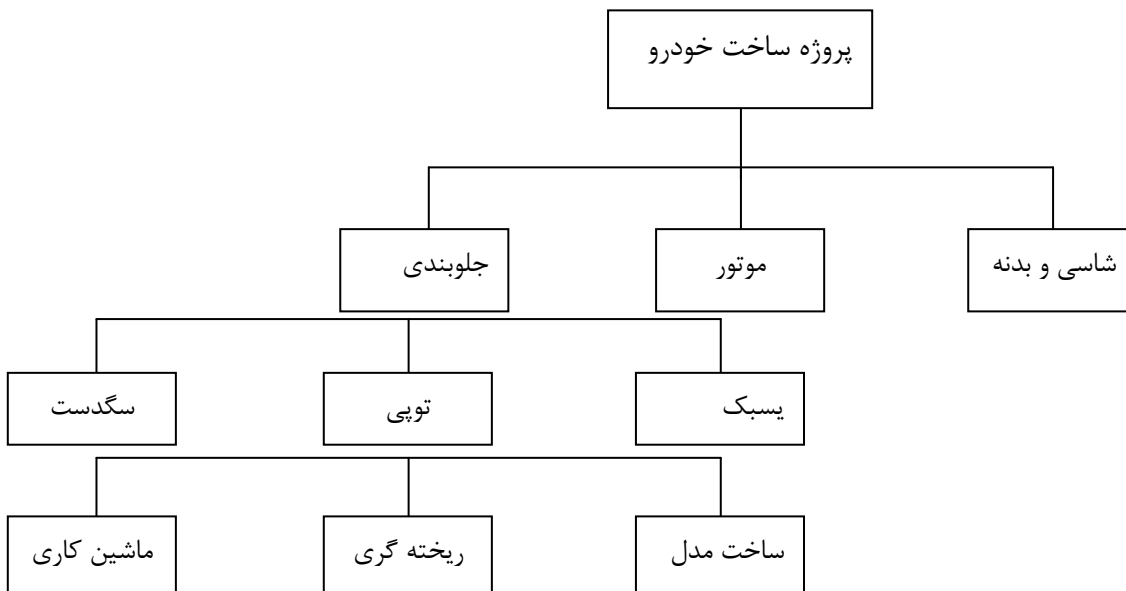 پروژه ساخت خودرو
شاسی و بدنه
موتور
جلوبندی
یسبک
توپی
سگدست
ساخت مدل
ریخته گری
ماشین کاری